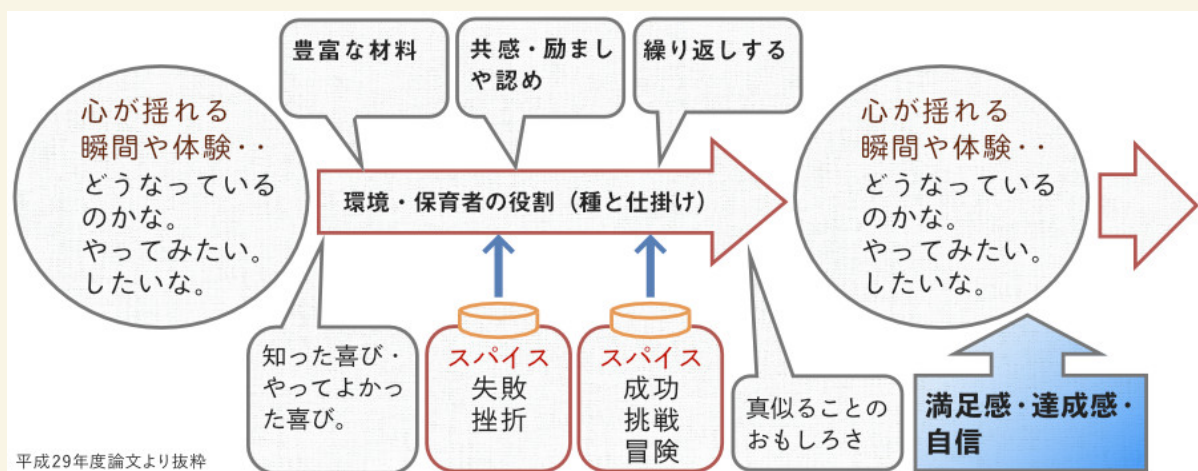 豊富な材料
共感・励まし
や認め
繰り返しする
心が揺れる
瞬間や体験・・
どうなっている
のかな。
やってみたい。
したいな。
環境・保育者の役割（種と仕掛け）
心が揺れる
瞬間や体験・・
どうなっている
のかな。
やってみたい。
したいな。
知った喜び・
やってよかっ
た喜び。
スパイス
失敗
挫折
スパイス
成功
挑戦
冒険
真似ることの
おもしろさ
満足感・達成感・
自信
平成29年度論文より抜粋